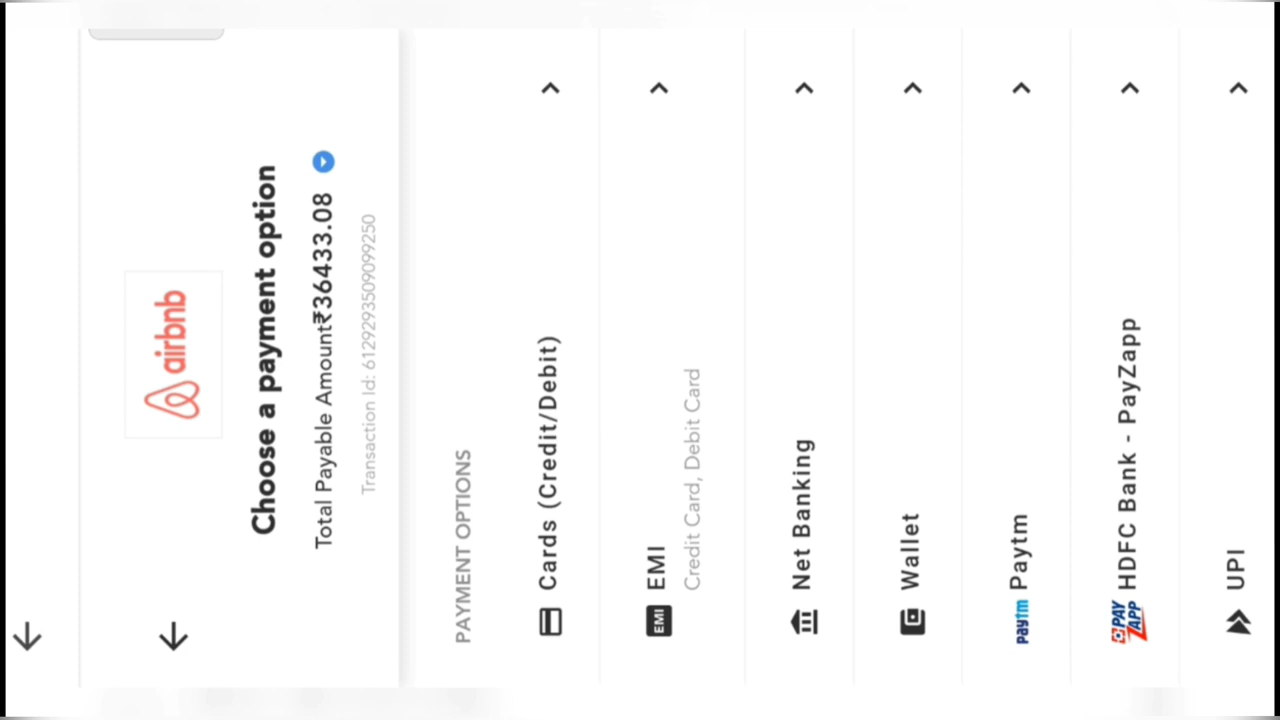 airbnb
Choose a payment option
Total Payable Amount₹36433.08
Transaction Id: 6129293509099250
PAYMENT OPTIONS
Cards (Credit/Debit)
EMI EMI
Credit Card, Debit Card
Net Banking
Wallet
paytm Paytm
PAY ZAPP HDFC Bank - PayZapp
UPI